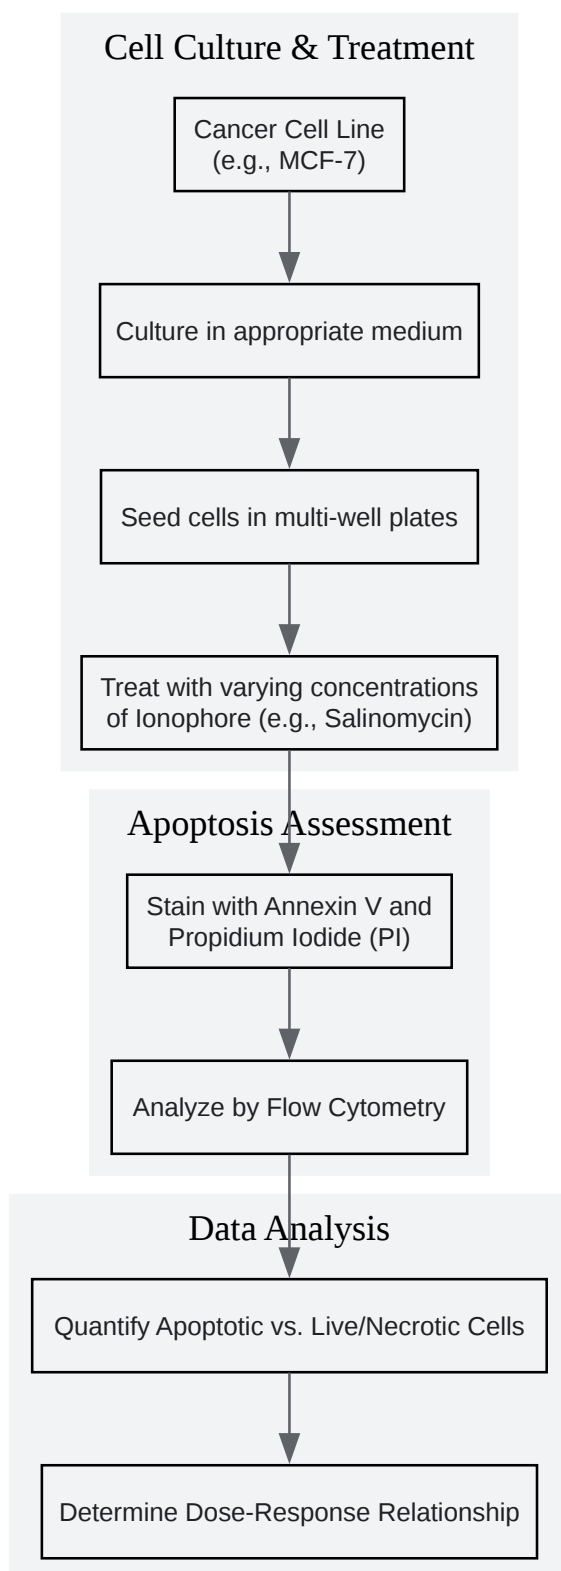 Cell Culture & Treatment
Cancer Cell Line
(e.g., MCF-7)
Culture in appropriate medium
Seed cells in multi-well plates
Treat with varying concentrations
of Ionophore (e.g., Salinomycin)
Apoptosis Assessment
Stain with Annexin V and
Propidium Iodide (PI)
Analyze by Flow Cytometry
Data Analysis
Quantify Apoptotic vs. Live/Necrotic Cells
Determine Dose-Response Relationship